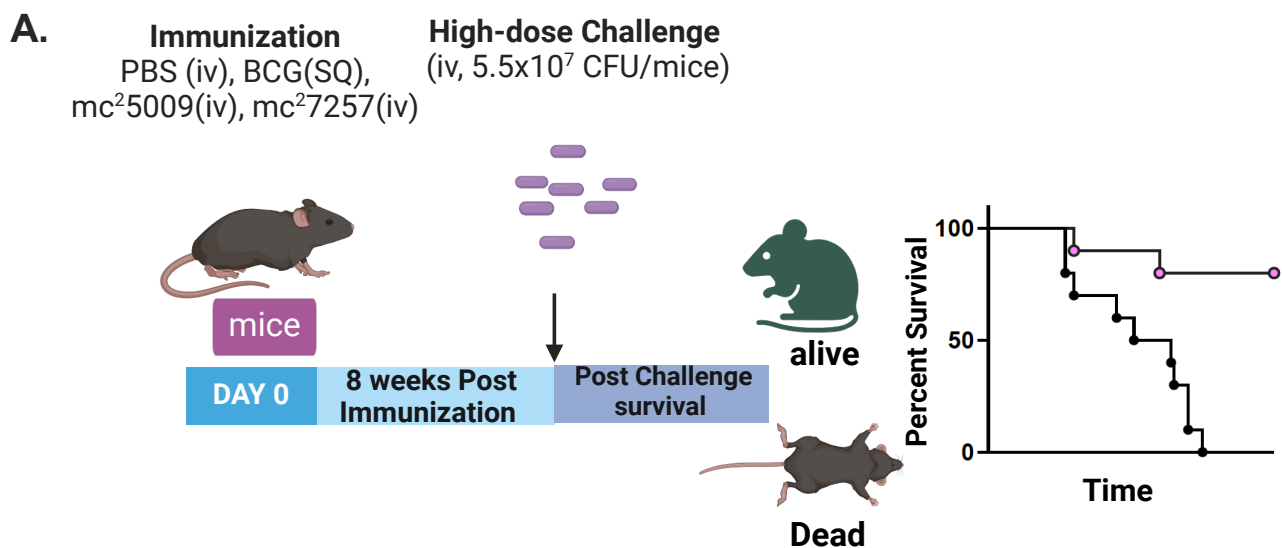 A.
Immunization
PBS (iv), BCG(SQ),
mc²5009(iv), mc²7257(iv)
High-dose Challenge
(iv, 5.5x10⁷ CFU/mice)
mice
DAY 0
8 weeks Post
Immunization
Post Challenge
survival
alive
Dead
Percent Survival
100
50
0
Time